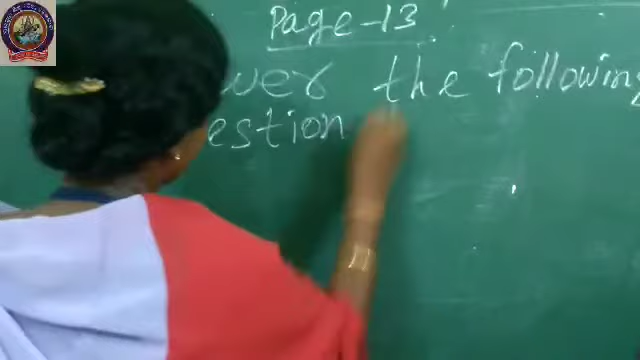 Page-13
wer the following
estion